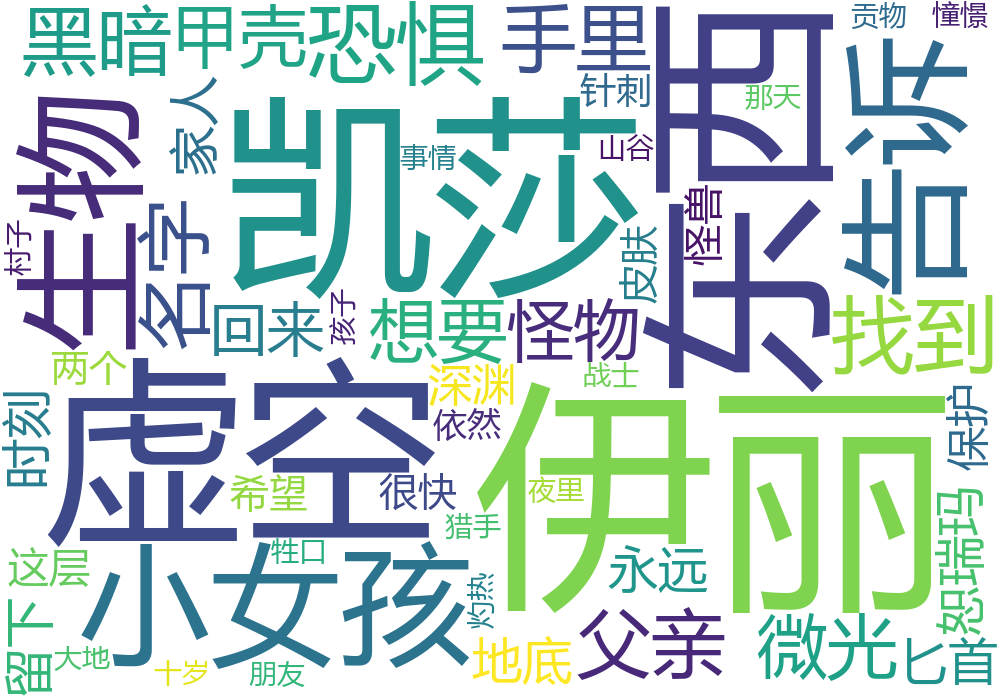 黑暗
甲壳
恐惧
手里
东西
贡物
憧憬
告诉
针刺
那天
家人
生物
凯莎
事情
山谷
怪兽
名字
皮肤
村子
孩子
回来
想要
怪物
找到
两个
虚空
深渊
战士
伊丽
依然
时刻
保护
希望
很快
夜里
恕瑞玛
猎手
小女孩
牲口
这层
永远
灼热
留下
父亲
微光
匕首
地底
大地
十岁
朋友